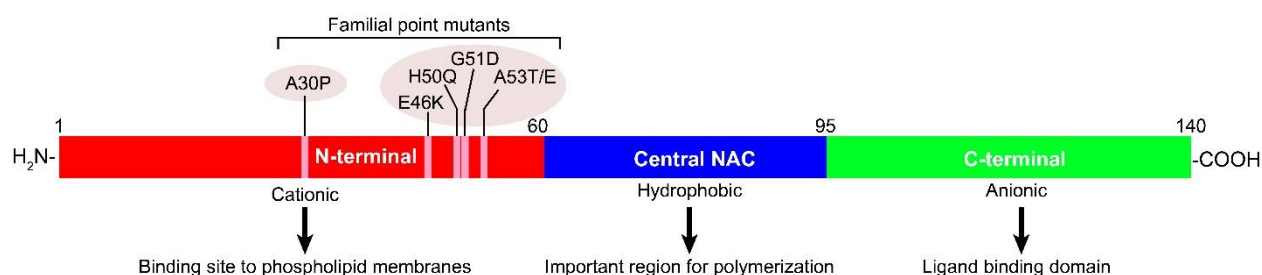 Familial point mutants
G51D
A30P
H50Q
A53T/E
E46K
1
60
95
140
H₂N-
N-terminal
Central NAC
C-terminal
-COOH
Cationic
Hydrophobic
Anionic
Binding site to phospholipid membranes
Important region for polymerization
Ligand binding domain